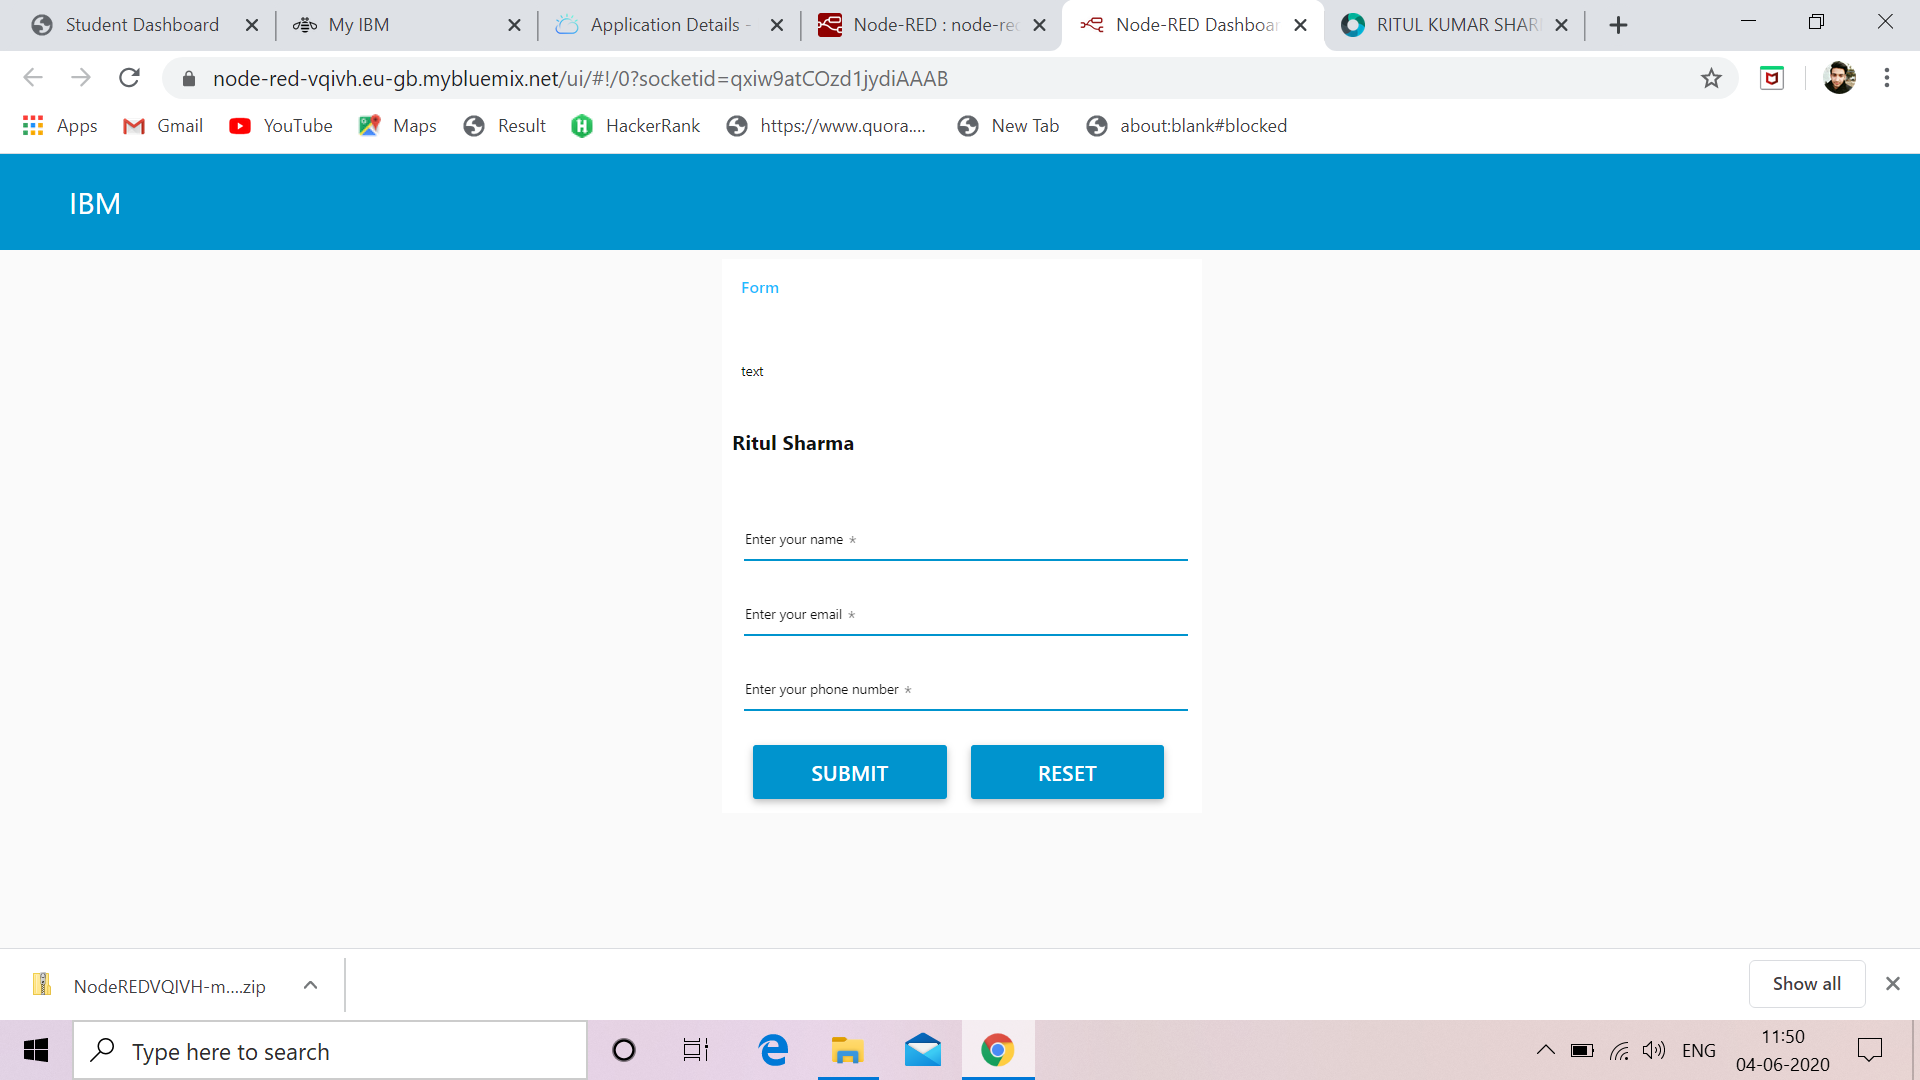 Student Dashboard
My IBM
Application Details -
Node-RED : node-rec
Node-RED Dashboar
RITUL KUMAR SHAR
node-red-vqivh.eu-gb.mybluemix.net/ui/#!/0?socketid=qxiw9atCOzd1jydiAAAB
Apps
Gmail
YouTube
Maps
Result
HackerRank
https://www.quora....
New Tab
about:blank#blocked
IBM
Form
text
Ritul Sharma
Enter your name *
Enter your email *
Enter your phone number *
SUBMIT
RESET
NodeREDVQIVH-m....zip
Show all
Type here to search
ENG
11:50
04-06-2020